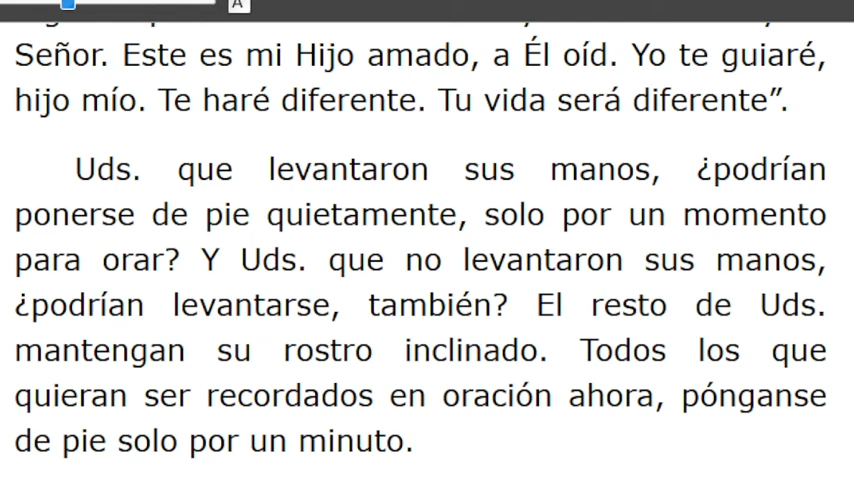 A
Señor. Este es mi Hijo amado, a Él oíd. Yo te guiaré,
hijo mío. Te haré diferente. Tu vida será diferente”.
Uds. que levantaron sus manos, ¿podrían
ponerse de pie quietamente, solo por un momento
para orar? Y Uds. que no levantaron sus manos,
¿podrían levantarse, también? El resto de Uds.
mantengan su rostro inclinado. Todos los que
quieran ser recordados en oración ahora, pónganse
de pie solo por un minuto.